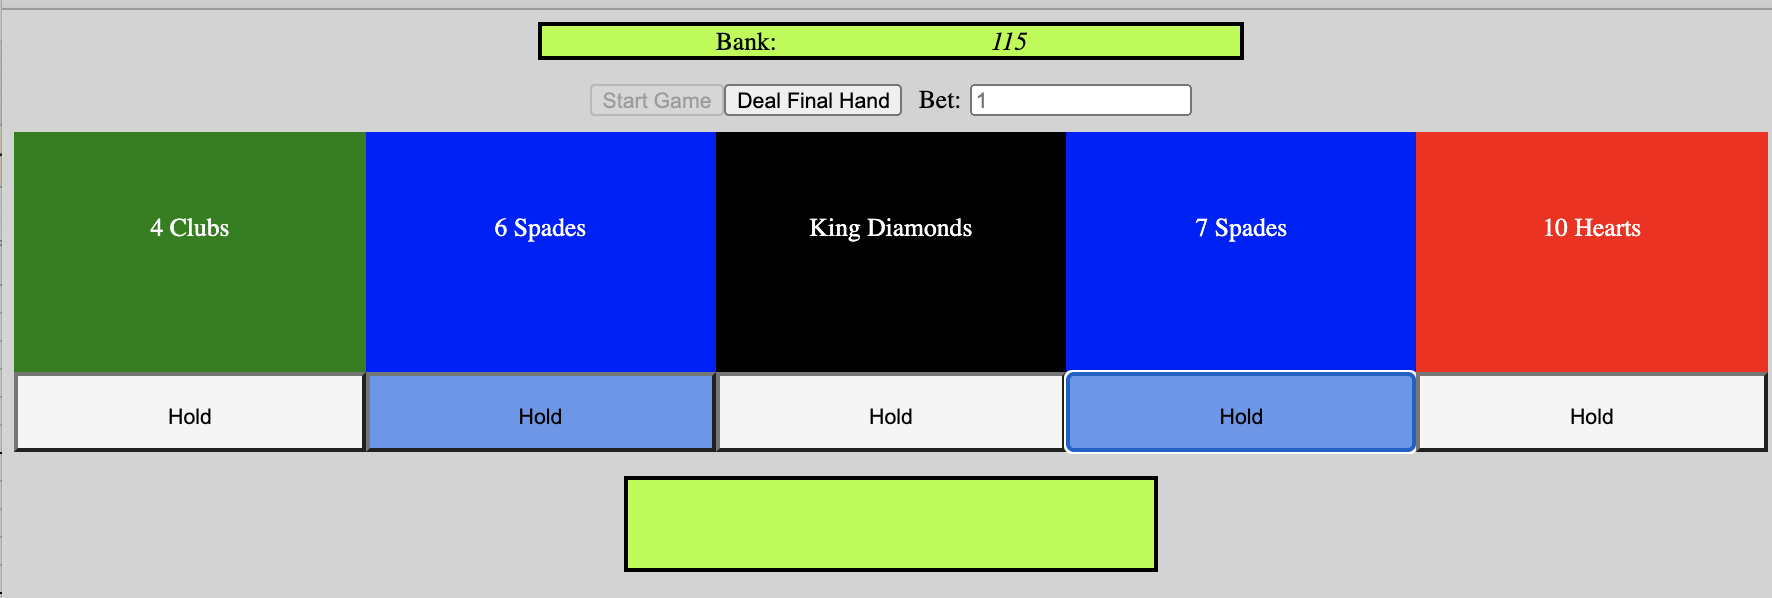 Bank: 115
Start Game Deal Final Hand Bet: 1
4 Clubs 6 Spades King Diamonds 7 Spades 10 Hearts
Hold Hold Hold Hold Hold